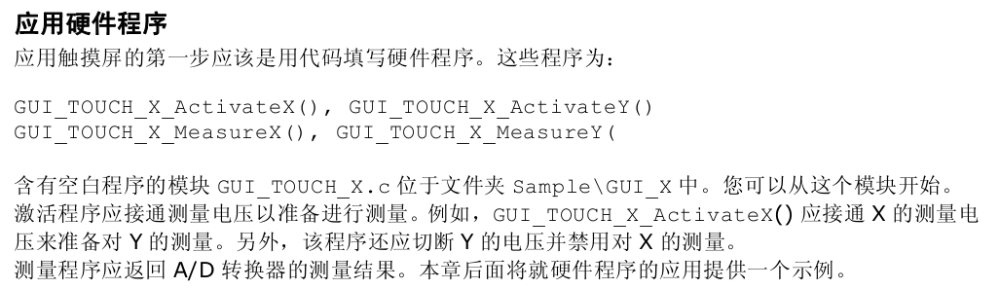 应用硬件程序
应用触摸屏的第一步应该是用代码填写硬件程序。这些程序为：
GUI_TOUCH_X_ActivateX(), GUI_TOUCH_X_ActivateY()
GUI_TOUCH_X_MeasureX(), GUI_TOUCH_X_MeasureY(
含有空白程序的模块 GUI_TOUCH_X.c 位于文件夹 Sample\GUI_X 中。您可以从这个模块开始。
激活程序应接通测量电压以准备进行测量。例如，GUI_TOUCH_X_ActivateX() 应接通 X 的测量电
压来准备对 Y 的测量。另外，该程序还应切断 Y 的电压并禁用对 X 的测量。
测量程序应返回 A/D 转换器的测量结果。本章后面将就硬件程序的应用提供一个示例。